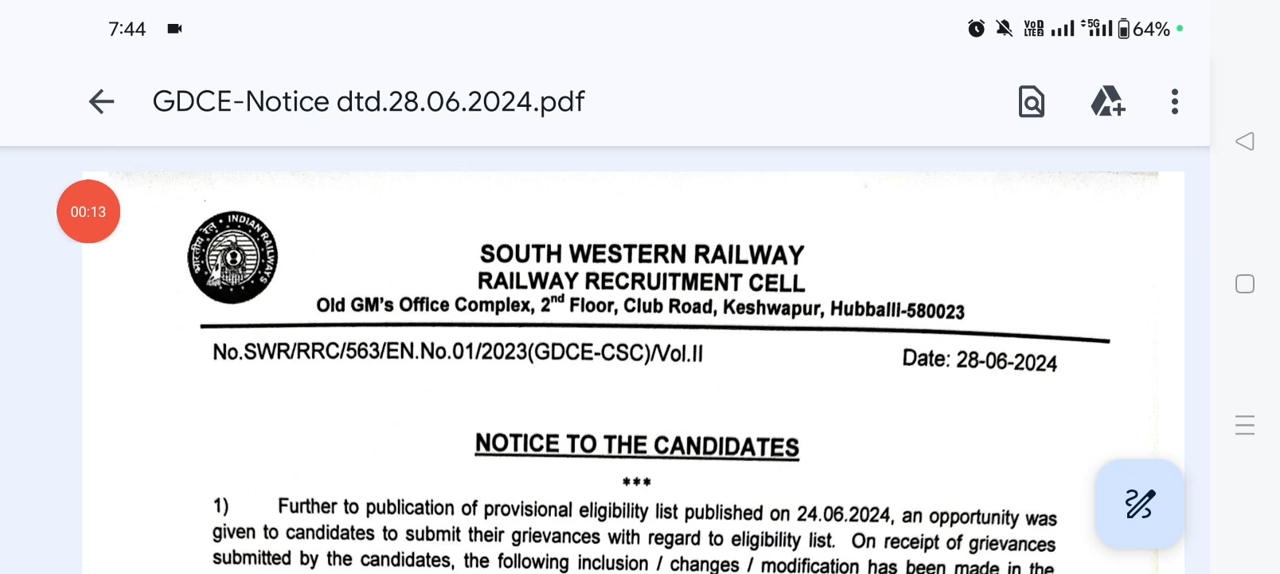 7:44
VoD LTE2 5G 64%
GDCE-Notice dtd.28.06.2024.pdf
00:13
भारतीय रेल • INDIAN RAILWAYS
SOUTH WESTERN RAILWAY
RAILWAY RECRUITMENT CELL
Old GM's Office Complex, 2nd Floor, Club Road, Keshwapur, Hubballi-580023
No.SWR/RRC/563/EN.No.01/2023(GDCE-CSC)/Vol.II Date: 28-06-2024
NOTICE TO THE CANDIDATES
***
1) Further to publication of provisional eligibility list published on 24.06.2024, an opportunity was
given to candidates to submit their grievances with regard to eligibility list. On receipt of grievances
submitted by the candidates, the following inclusion / changes / modification has been made in the